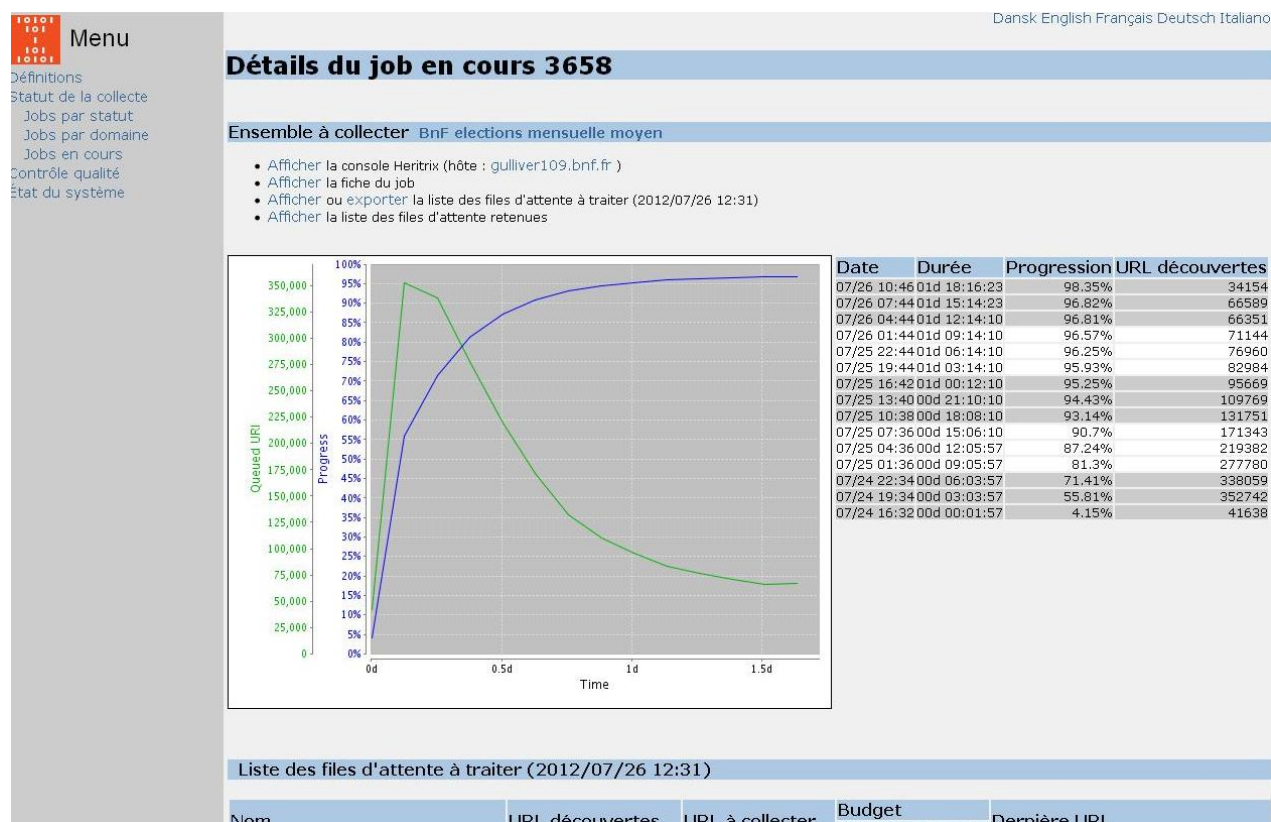 Dansk English Français Deutsch Italiano
10101
101
1
101
10101
Menu
Définitions
Statut de la collecte
Jobs par statut
Jobs par domaine
Jobs en cours
Contrôle qualité
État du système
Détails du job en cours 3658
Ensemble à collecter BnF elections mensuelle moyen
• Afficher la console Heritrix (hôte : gulliver109.bnf.fr )
• Afficher la fiche du job
• Afficher ou exporter la liste des files d'attente à traiter (2012/07/26 12:31)
• Afficher la liste des files d'attente retenues
Queued URI
350,000
325,000
300,000
275,000
250,000
225,000
200,000
175,000
150,000
125,000
100,000
75,000
50,000
25,000
0
Progress
100%
95%
90%
85%
80%
75%
70%
65%
60%
55%
50%
45%
40%
35%
30%
25%
20%
15%
10%
5%
0%
0d 0.5d 1d 1.5d
Time
Date Durée Progression URL découvertes
07/26 10:46 01d 18:16:23 98.35% 34154
07/26 07:44 01d 15:14:23 96.82% 66589
07/26 04:44 01d 12:14:10 96.81% 66351
07/26 01:44 01d 09:14:10 96.57% 71144
07/25 22:44 01d 06:14:10 96.25% 76960
07/25 19:44 01d 03:14:10 95.93% 82984
07/25 16:42 01d 00:12:10 95.25% 95669
07/25 13:40 00d 21:10:10 94.43% 109769
07/25 10:38 00d 18:08:10 93.14% 131751
07/25 07:36 00d 15:06:10 90.7% 171343
07/25 04:36 00d 12:05:57 87.24% 219382
07/25 01:36 00d 09:05:57 81.3% 277780
07/24 22:34 00d 06:03:57 71.41% 338059
07/24 19:34 00d 03:03:57 55.81% 352742
07/24 16:32 00d 00:01:57 4.15% 41638
Liste des files d'attente à traiter (2012/07/26 12:31)
Nom URL découvertes URL à collecter Budget Dernière URL